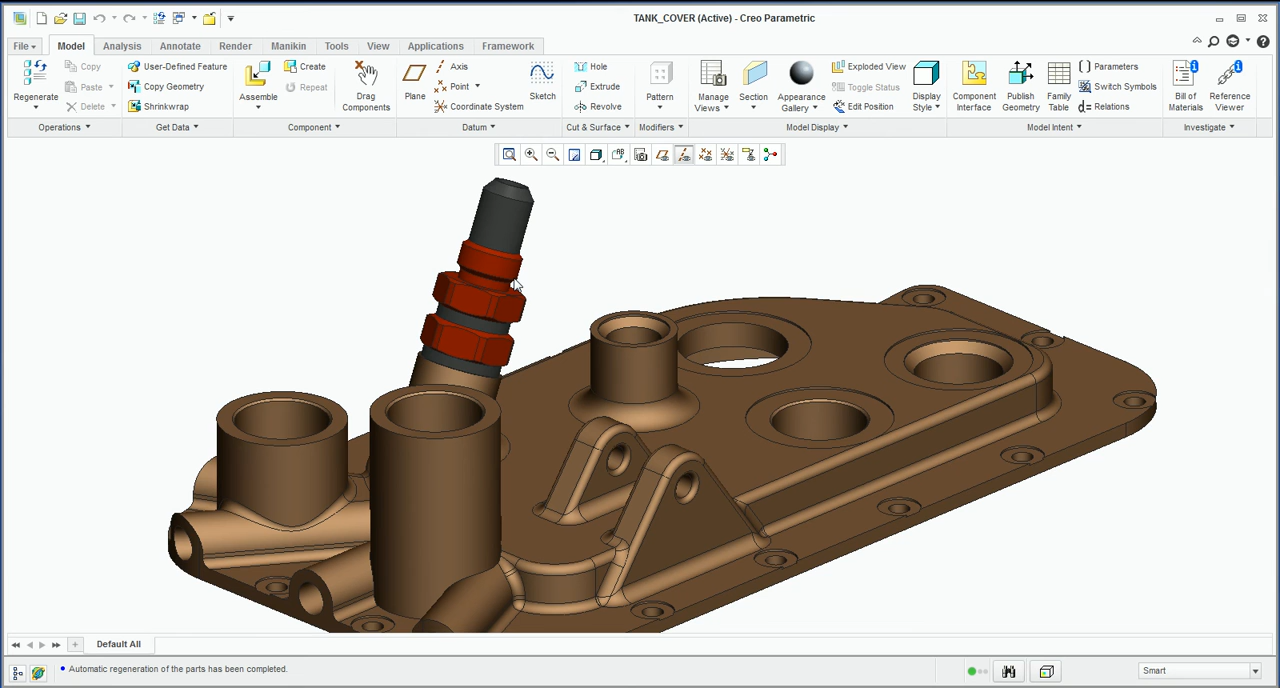 TANK_COVER (Active) - Creo Parametric
File Model Analysis Annotate Render Manikin Tools View Applications Framework
Regenerate
Copy
Paste
Delete
User-Defined Feature
Copy Geometry
Shrinkwrap
Assemble
Create
Repeat
Drag
Components
Plane
Axis
Point
Coordinate System
Sketch
Hole
Extrude
Revolve
Pattern
Manage
Views
Section
Appearance
Gallery
Exploded View
Toggle Status
Edit Position
Display
Style
Component
Interface
Publish
Geometry
Family
Table
Parameters
Switch Symbols
Relations
Bill of
Materials
Reference
Viewer
Operations Get Data Component Datum Cut & Surface Modifiers Model Display Model Intent Investigate
Default All
Automatic regeneration of the parts has been completed.
Smart